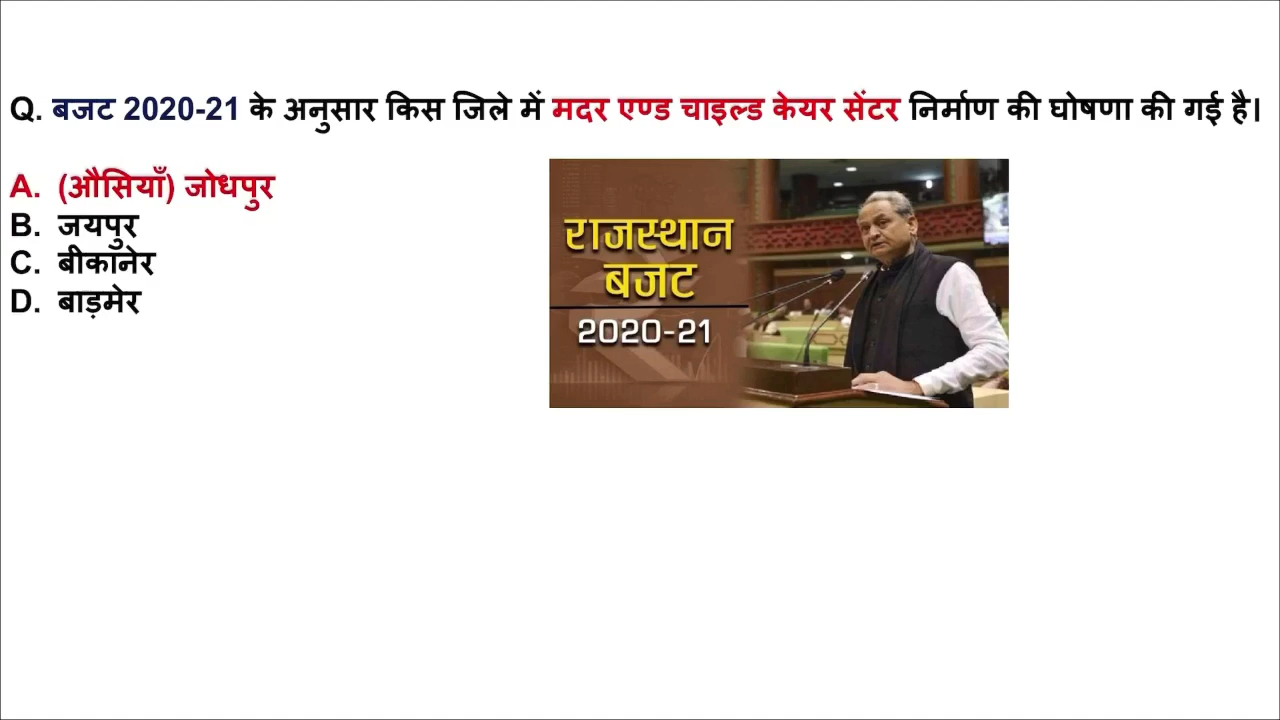 Q. बजट 2020-21 के अनुसार किस जिले में मदर एण्ड चाइल्ड केयर सेंटर निर्माण की घोषणा की गई है।
A. (औसियाँ) जोधपुर
B. जयपुर
C. बीकानेर
D. बाड़मेर
राजस्थान
बजट
2020-21